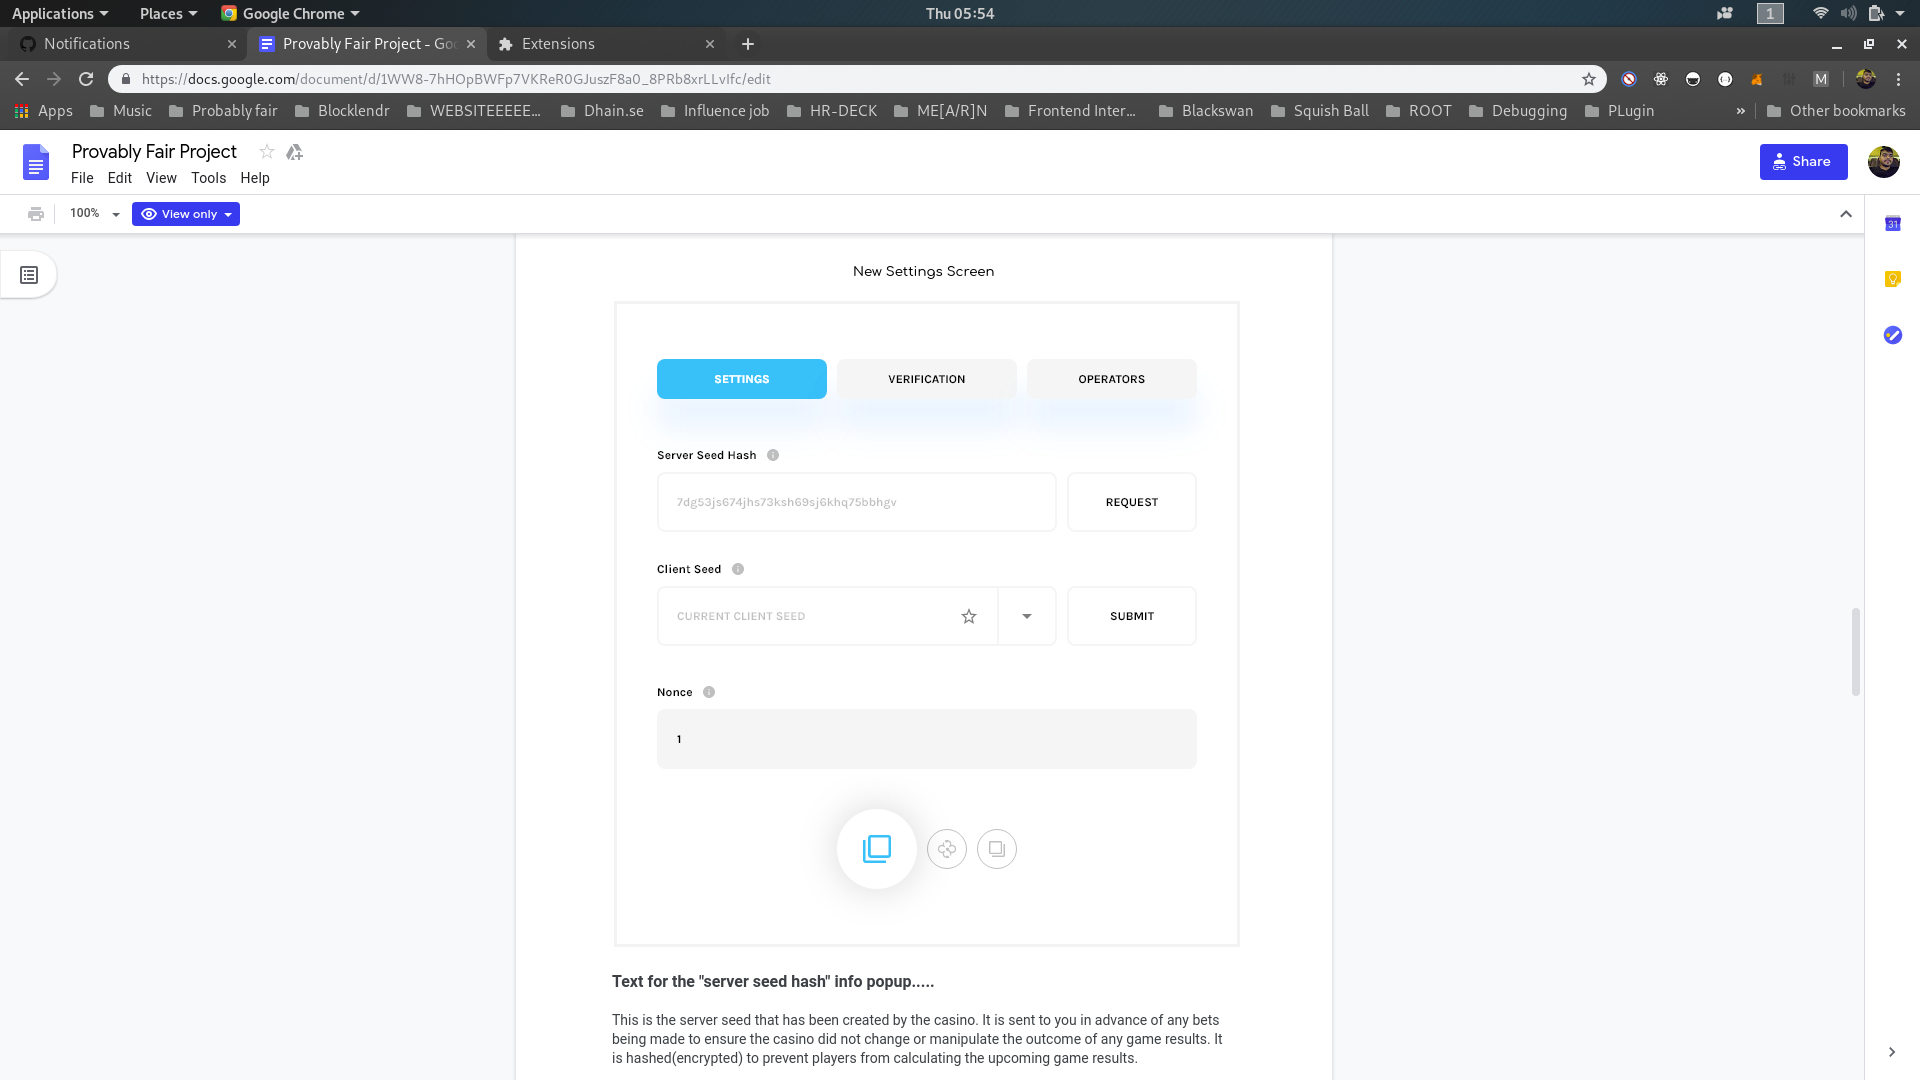 Applications Places Google Chrome Thu 05:54 1
Notifications Provably Fair Project - Goo Extensions
https://docs.google.com/document/d/1WW8-7hHOpBWFp7VKReR0GJuszF8a0_8PRb8xrLLvIfc/edit M
Apps Music Probably fair Blocklendr WEBSITEEEEE... Dhain.se Influence job HR-DECK ME[A/R]N Frontend Inter... Blackswan Squish Ball ROOT Debugging PLugin » Other bookmarks
Provably Fair Project
File Edit View Tools Help
Share
100% View only
31
New Settings Screen
SETTINGS VERIFICATION OPERATORS
Server Seed Hash
7dg53js674jhs73ksh69sj6khq75bbhgv REQUEST
Client Seed
CURRENT CLIENT SEED SUBMIT
Nonce
1
Text for the "server seed hash" info popup.....
This is the server seed that has been created by the casino. It is sent to you in advance of any bets
being made to ensure the casino did not change or manipulate the outcome of any game results. It
is hashed(encrypted) to prevent players from calculating the upcoming game results.